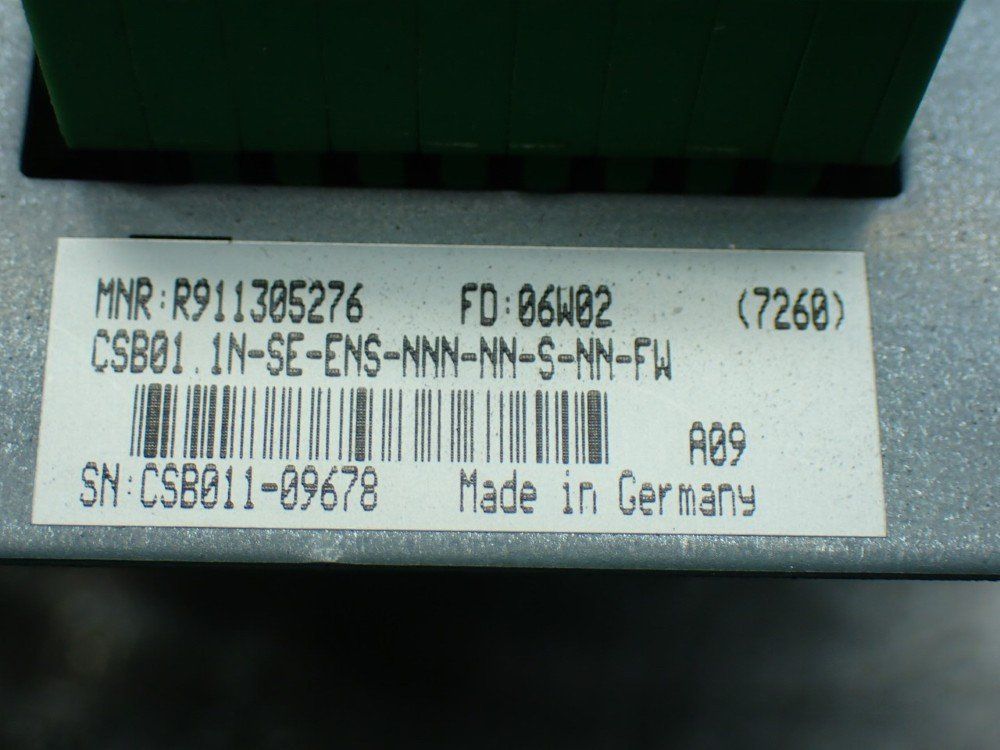 MNR:R911305276 FD:06W02 (7260)
CSB01.1N-SE-ENS-NNN-NN-S-NN-FW
A09
SN:CSB011-09678 Made in Germany